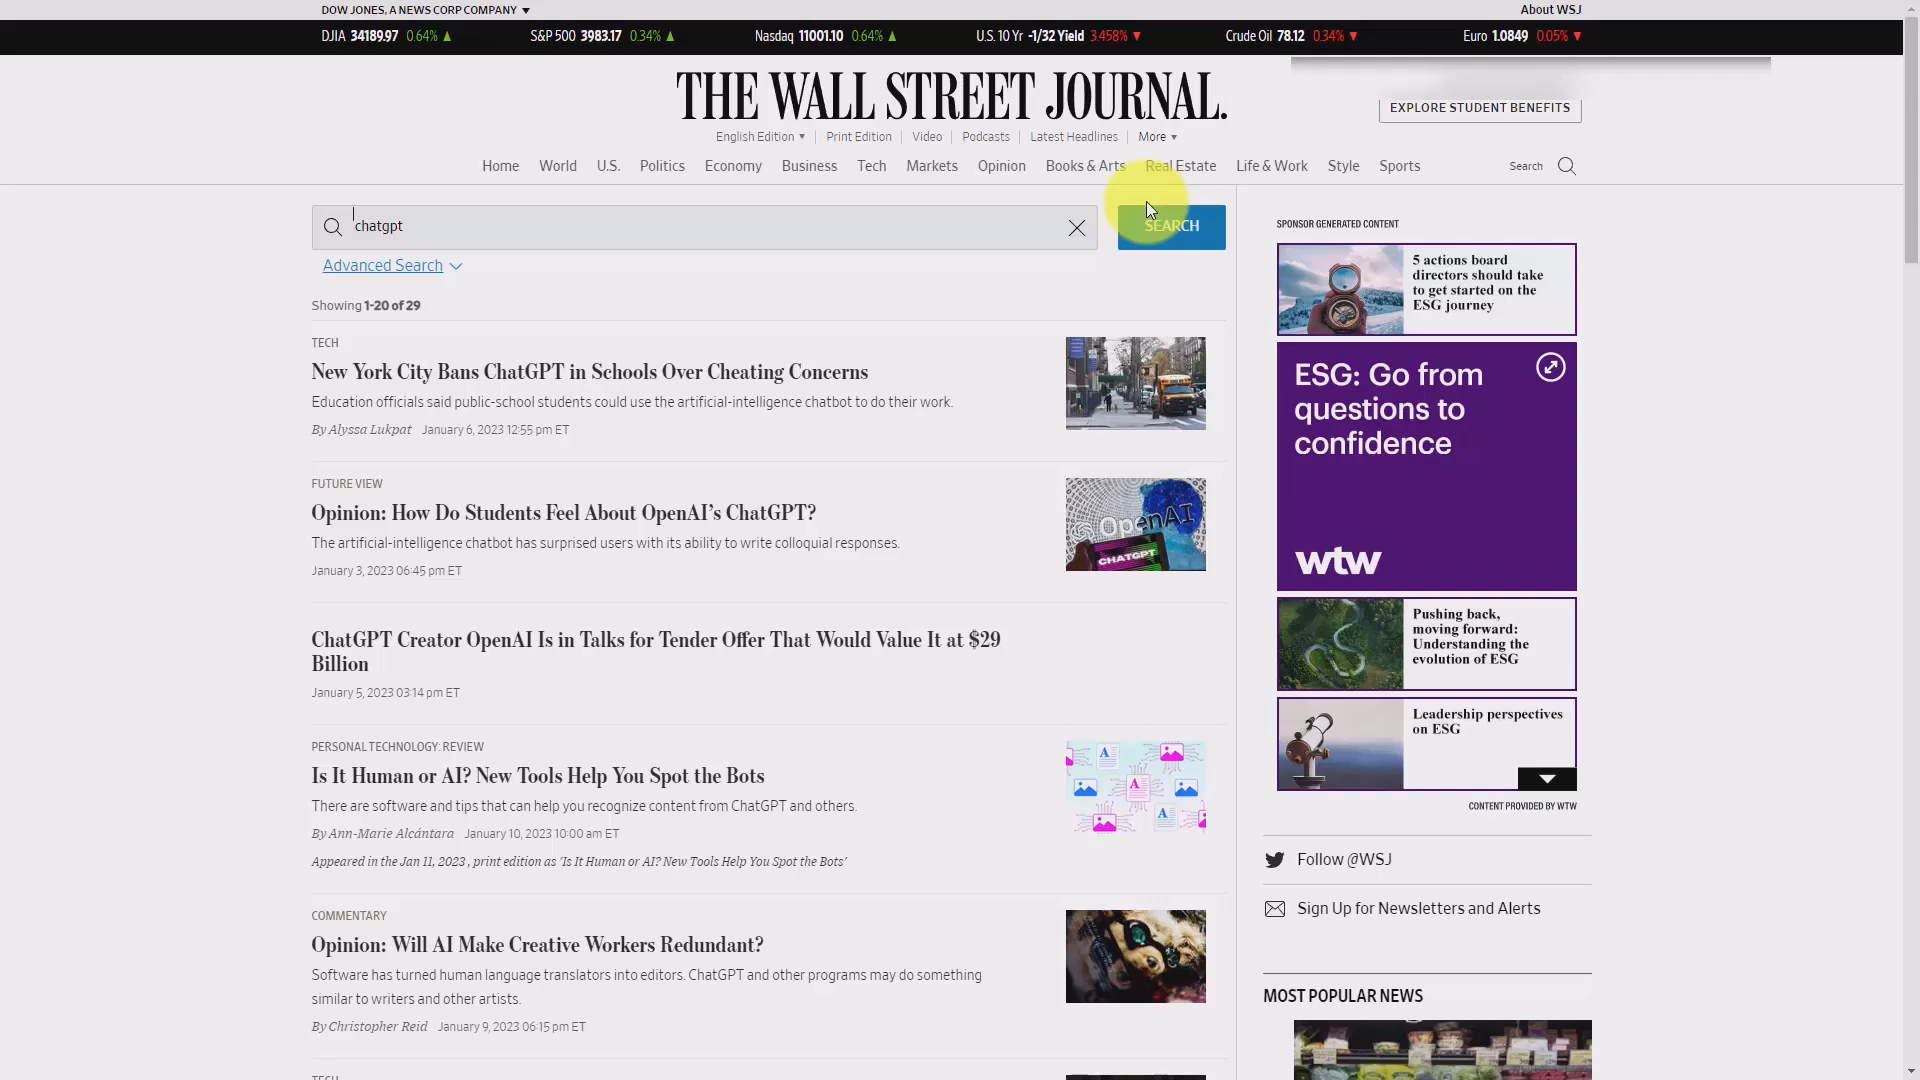 DOW JONES, A NEWS CORP COMPANY
About WSJ
DJIA 34189.97 0.64%
S&P 500 3983.17 0.34%
Nasdaq 11001.10 0.64%
U.S. 10 Yr -1/32 Yield 3.458%
Crude Oil 78.12 0.34%
Euro 1.0849 0.05%
THE WALL STREET JOURNAL.
EXPLORE STUDENT BENEFITS
English Edition
Print Edition
Video
Podcasts
Latest Headlines
More
Home World U.S. Politics Economy Business Tech Markets Opinion Books & Arts Real Estate Life & Work Style Sports
Search
chatgpt
SEARCH
Advanced Search
Showing 1-20 of 29
TECH
New York City Bans ChatGPT in Schools Over Cheating Concerns
Education officials said public-school students could use the artificial-intelligence chatbot to do their work.
By Alyssa Lukpat January 6, 2023 12:55 pm ET
FUTURE VIEW
Opinion: How Do Students Feel About OpenAI’s ChatGPT?
The artificial-intelligence chatbot has surprised users with its ability to write colloquial responses.
January 3, 2023 06:45 pm ET
OpenAI
CHATGPT
ChatGPT Creator OpenAI Is in Talks for Tender Offer That Would Value It at $29
Billion
January 5, 2023 03:14 pm ET
PERSONAL TECHNOLOGY: REVIEW
Is It Human or AI? New Tools Help You Spot the Bots
There are software and tips that can help you recognize content from ChatGPT and others.
By Ann-Marie Alcántara January 10, 2023 10:00 am ET
Appeared in the Jan 11, 2023 , print edition as 'Is It Human or AI? New Tools Help You Spot the Bots'
A
A
A
COMMENTARY
Opinion: Will AI Make Creative Workers Redundant?
Software has turned human language translators into editors. ChatGPT and other programs may do something
similar to writers and other artists.
By Christopher Reid January 9, 2023 06:15 pm ET
TECH
SPONSOR GENERATED CONTENT
5 actions board
directors should take
to get started on the
ESG journey
ESG: Go from
questions to
confidence
wtw
Pushing back,
moving forward:
Understanding the
evolution of ESG
Leadership perspectives
on ESG
CONTENT PROVIDED BY WTW
Follow @WSJ
Sign Up for Newsletters and Alerts
MOST POPULAR NEWS